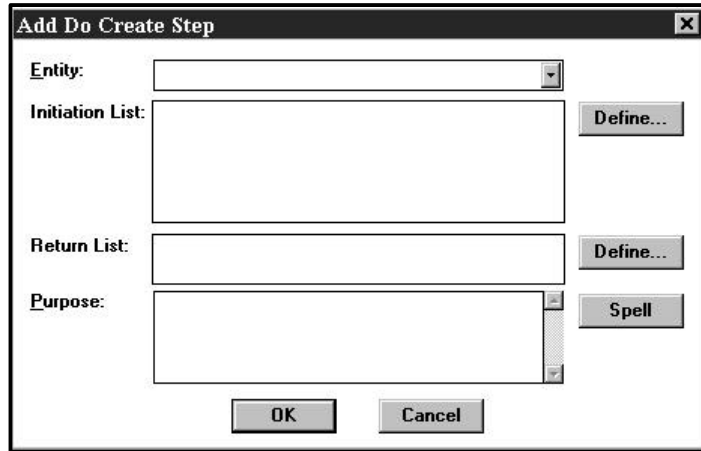 Add Do Create Step
Entity:
Initiation List:
Define...
Return List:
Define...
Purpose:
Spell
OK
Cancel